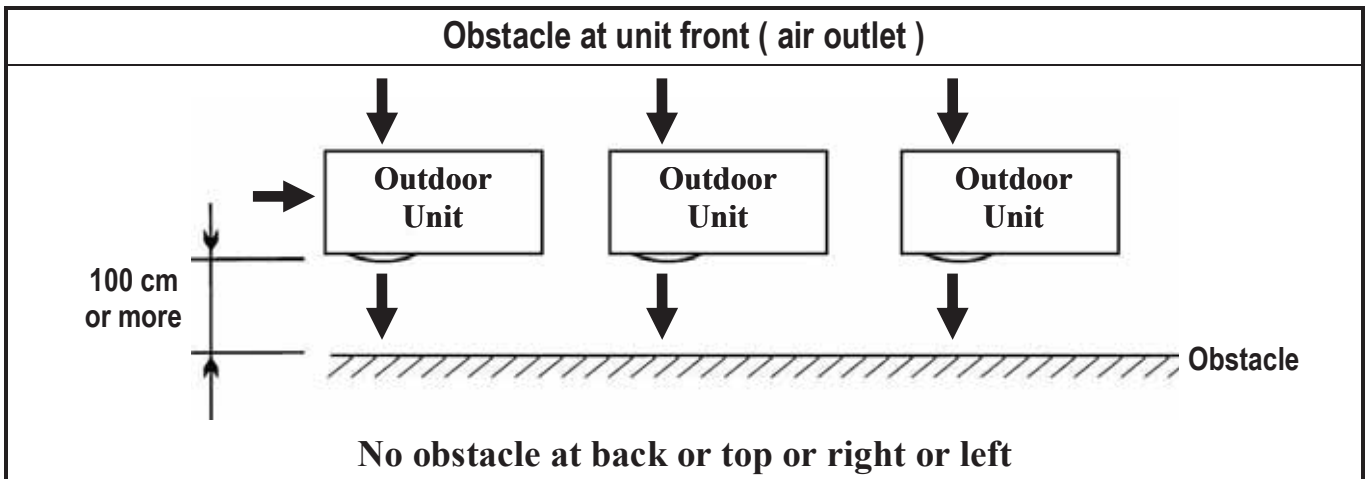 Obstacle at unit front ( air outlet )
Outdoor
Unit
Outdoor
Unit
Outdoor
Unit
100 cm
or more
Obstacle
No obstacle at back or top or right or left